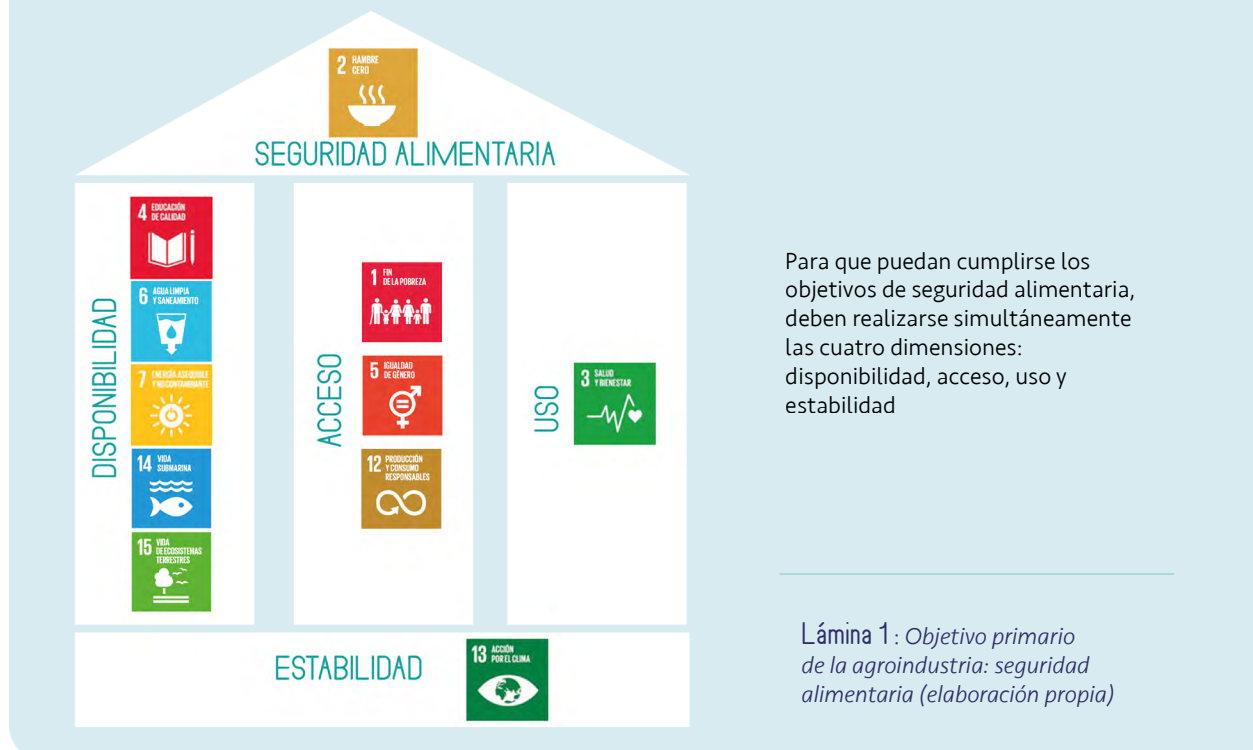 2 HAMBRE
CERO
SEGURIDAD ALIMENTARIA
DISPONIBILIDAD
4 EDUCACIÓN
DE CALIDAD
6 AGUA LIMPIA
Y SANEAMIENTO
7 ENERGÍA ASEQUIBLE
Y NO CONTAMINANTE
14 VIDA
SUBMARINA
15 VIDA
DE ECOSISTEMAS
TERRESTRES
ACCESO
1 FIN
DE LA POBREZA
5 IGUALDAD
DE GÉNERO
12 PRODUCCIÓN
Y CONSUMO
RESPONSABLES
USO
3 SALUD
Y BIENESTAR
ESTABILIDAD
13 ACCIÓN
POR EL CLIMA
Para que puedan cumplirse los
objetivos de seguridad alimentaria,
deben realizarse simultáneamente
las cuatro dimensiones:
disponibilidad, acceso, uso y
estabilidad
Lámina 1 : Objetivo primario
de la agroindustria: seguridad
alimentaria (elaboración propia)